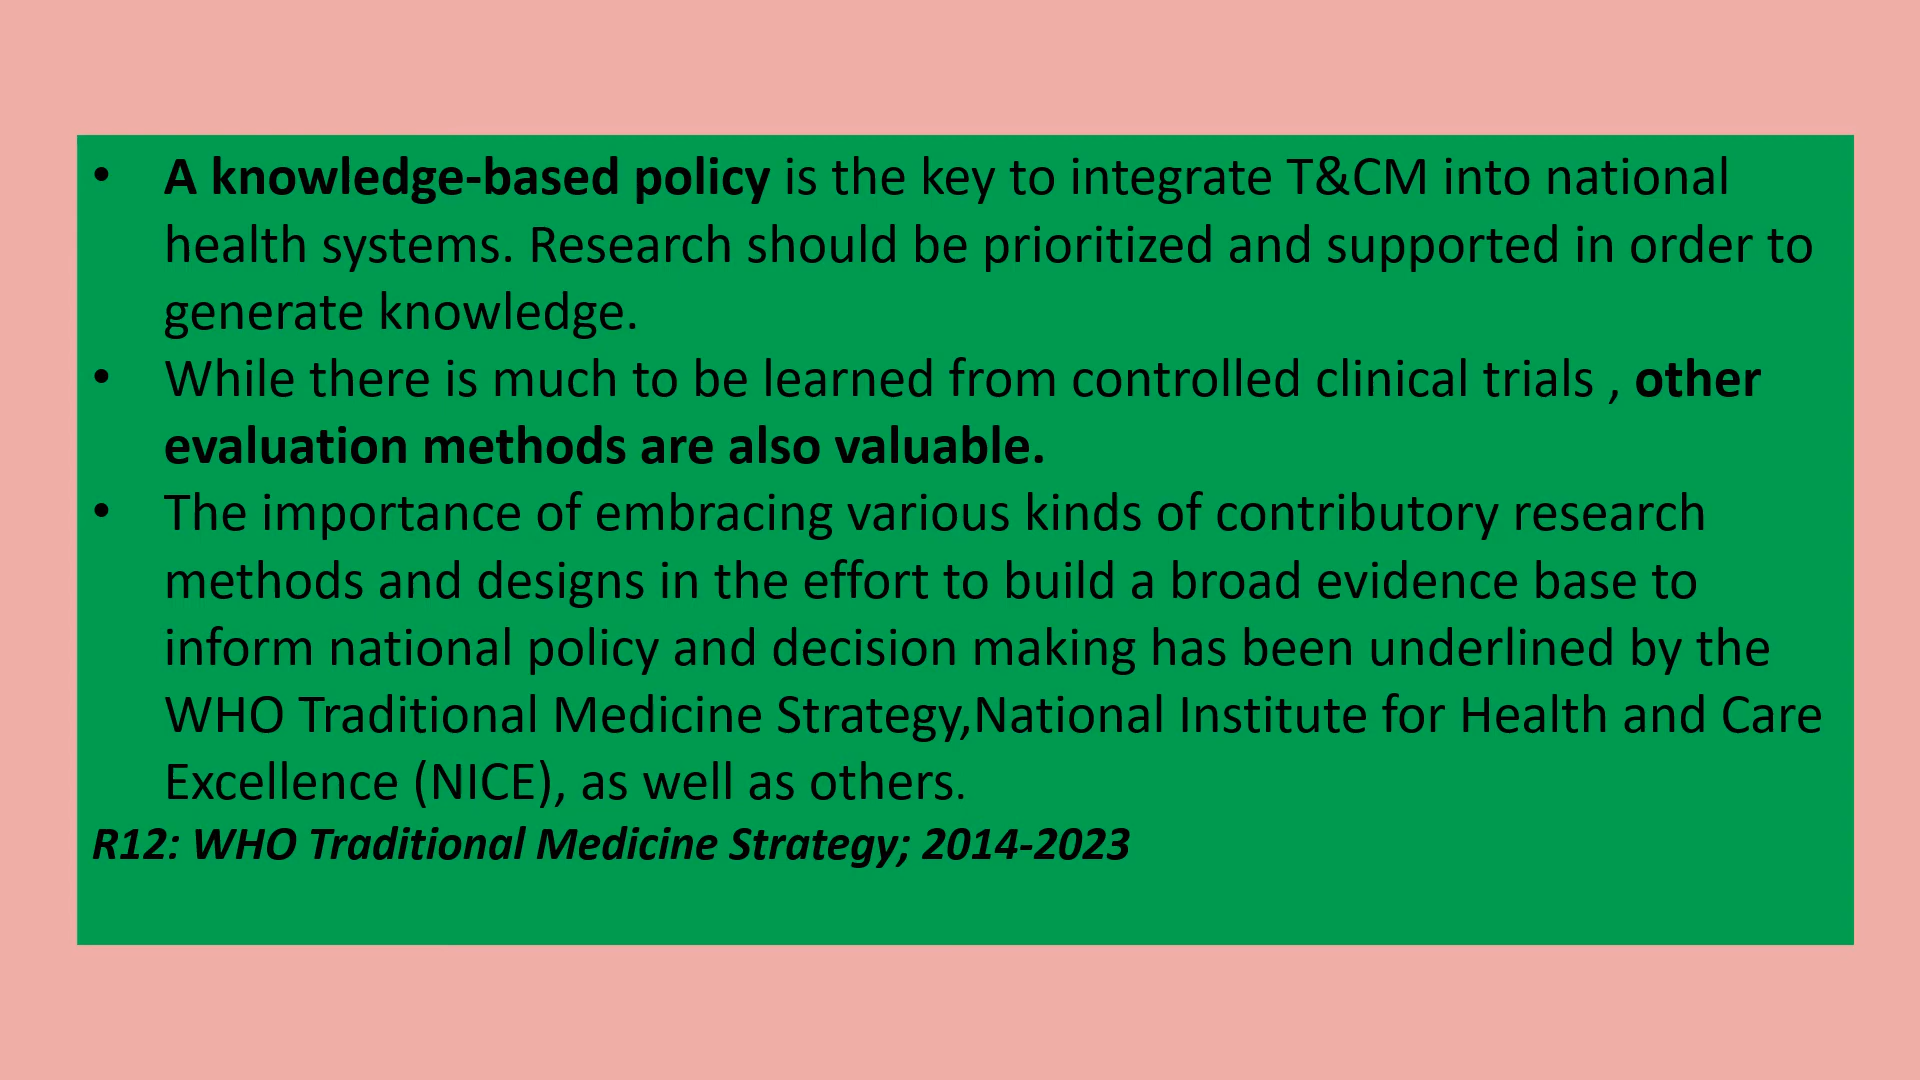 • A knowledge-based policy is the key to integrate T&CM into national
health systems. Research should be prioritized and supported in order to
generate knowledge.
• While there is much to be learned from controlled clinical trials , other
evaluation methods are also valuable.
• The importance of embracing various kinds of contributory research
methods and designs in the effort to build a broad evidence base to
inform national policy and decision making has been underlined by the
WHO Traditional Medicine Strategy,National Institute for Health and Care
Excellence (NICE), as well as others.
R12: WHO Traditional Medicine Strategy; 2014-2023